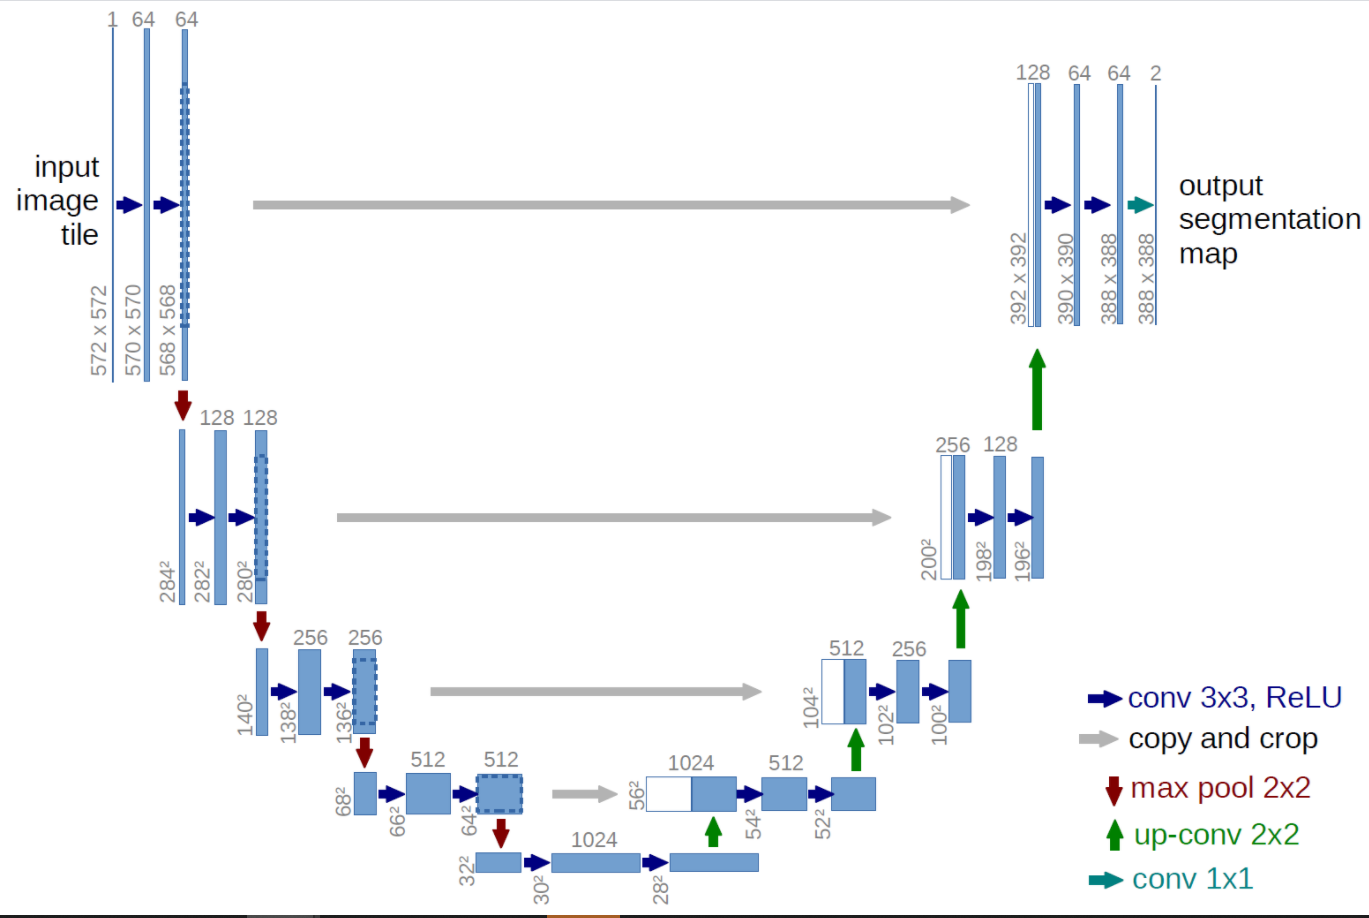 1 64 64
input
image
tile
572 x 572
570 x 570
568 x 568
128 64 64 2
392 x 392
390 x 390
388 x 388
388 x 388
output
segmentation
map
128 128
284²
282²
280²
256 128
200²
198²
196²
256 256
140²
138²
136²
512 256
104²
102²
100²
512 512
68²
66²
64²
1024 512
56²
54²
52²
1024
32²
30²
28²
conv 3x3, ReLU
copy and crop
max pool 2x2
up-conv 2x2
conv 1x1